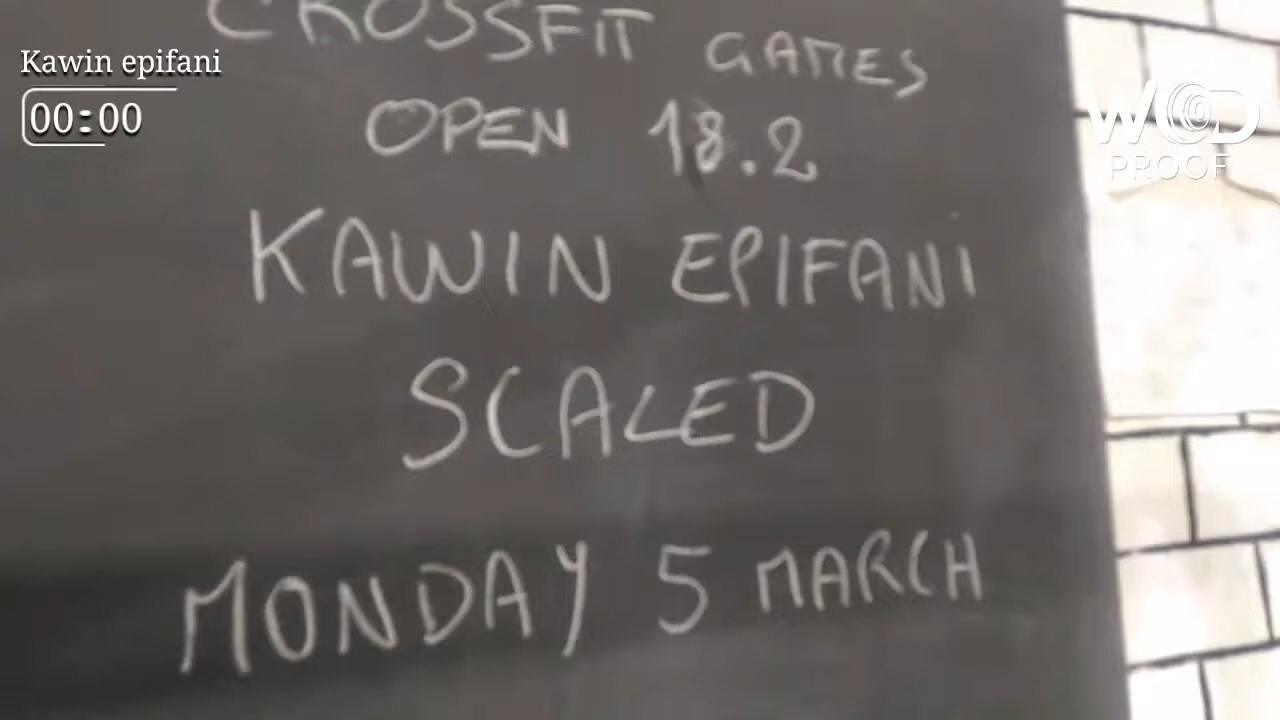 Kawin epifani
00:00
WOD
PROOF
CROSSFIT GAMES
OPEN 18.2
KAWIN EPIFANI
SCALED
MONDAY 5 MARCH